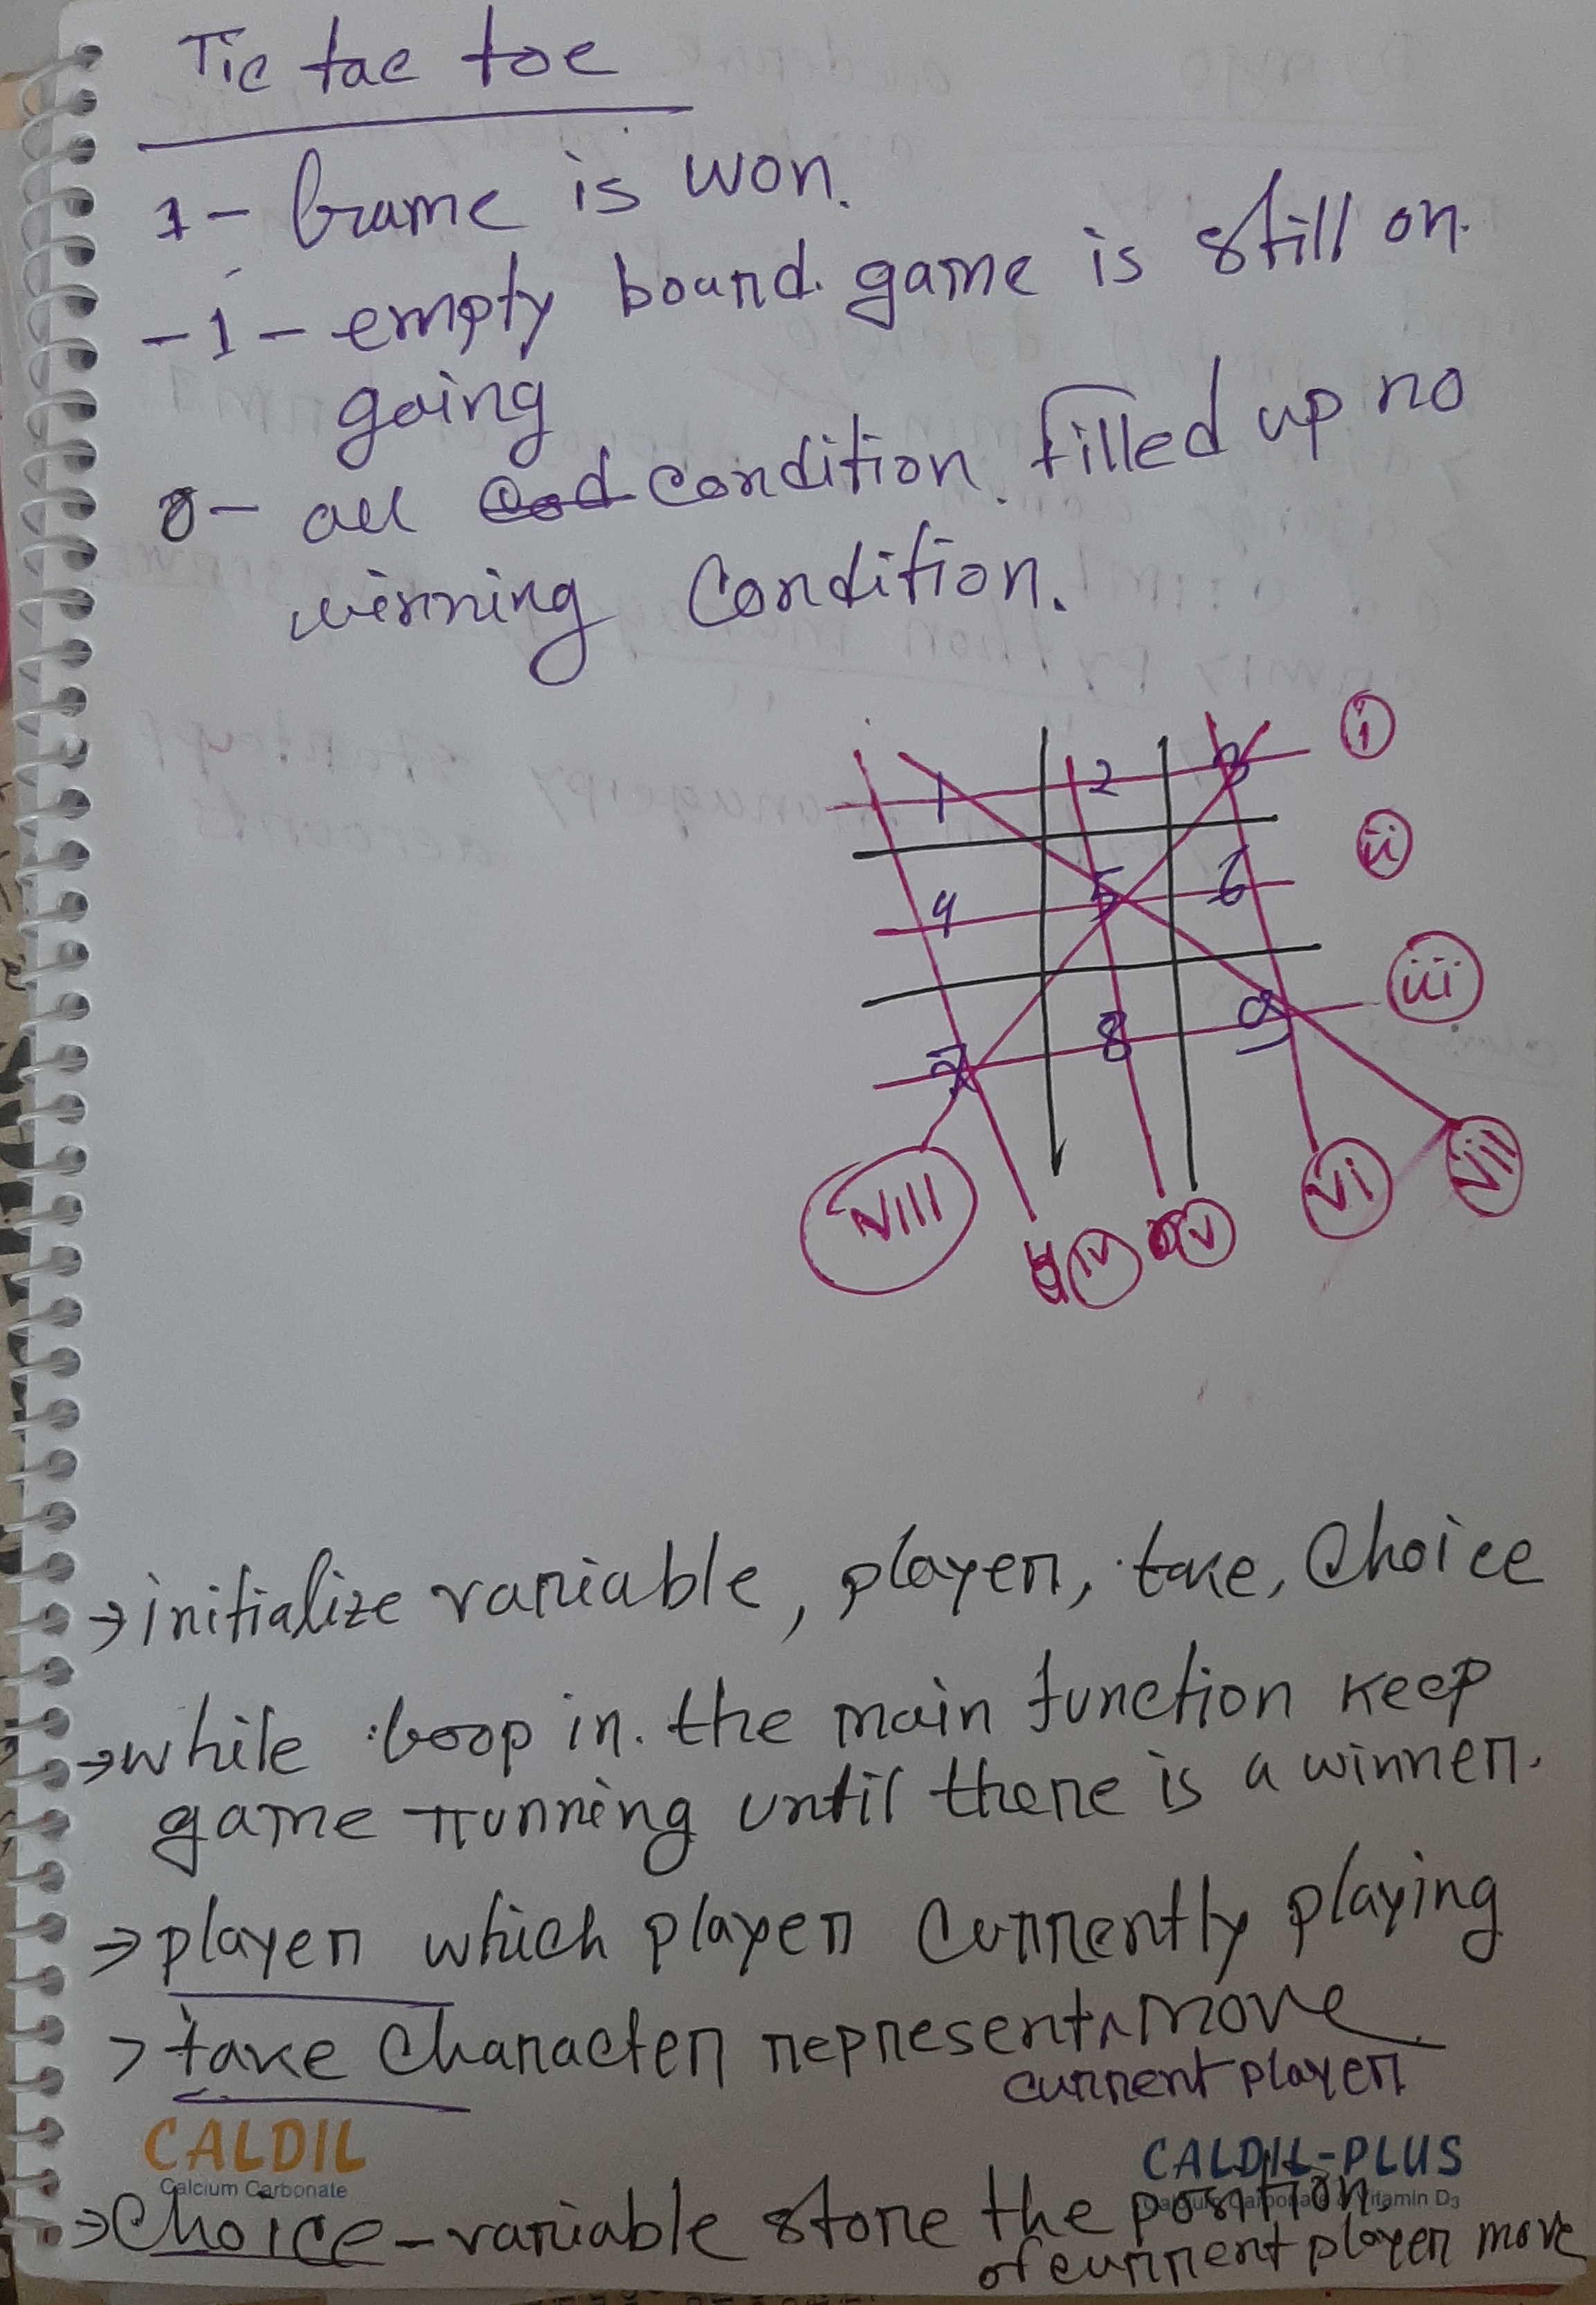 Tic tac toe
1 - Game is won.
-1 - empty board. game is still on
going
0 - all condition filled up no
winning Condition.
1 2 3 i
4 5 6 ii
7 8 9 iii
viii iv v vi vii
→ initialize variable, player, take, Choice
→ while loop in. the main function keep
game running until there is a winner.
→ player which player currently playing
> take Character represent move
current player
CALDIL CALDIL-PLUS
Calcium Carbonate Calcium Carbonate & Vitamin D3
→ Choice - variable store the position
of current player move